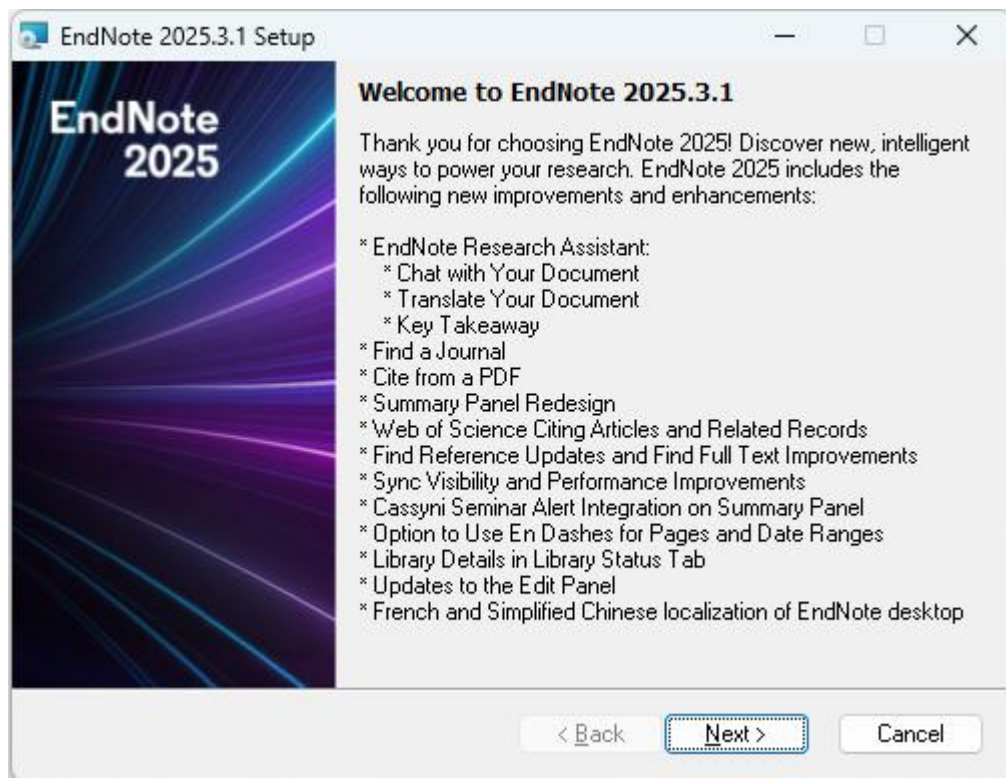 EndNote 2025.3.1 Setup
EndNote
2025
Welcome to EndNote 2025.3.1
Thank you for choosing EndNote 2025! Discover new, intelligent
ways to power your research. EndNote 2025 includes the
following new improvements and enhancements:
* EndNote Research Assistant:
* Chat with Your Document
* Translate Your Document
* Key Takeaway
* Find a Journal
* Cite from a PDF
* Summary Panel Redesign
* Web of Science Citing Articles and Related Records
* Find Reference Updates and Find Full Text Improvements
* Sync Visibility and Performance Improvements
* Cassyni Seminar Alert Integration on Summary Panel
* Option to Use En Dashes for Pages and Date Ranges
* Library Details in Library Status Tab
* Updates to the Edit Panel
* French and Simplified Chinese localization of EndNote desktop
< Back
Next >
Cancel